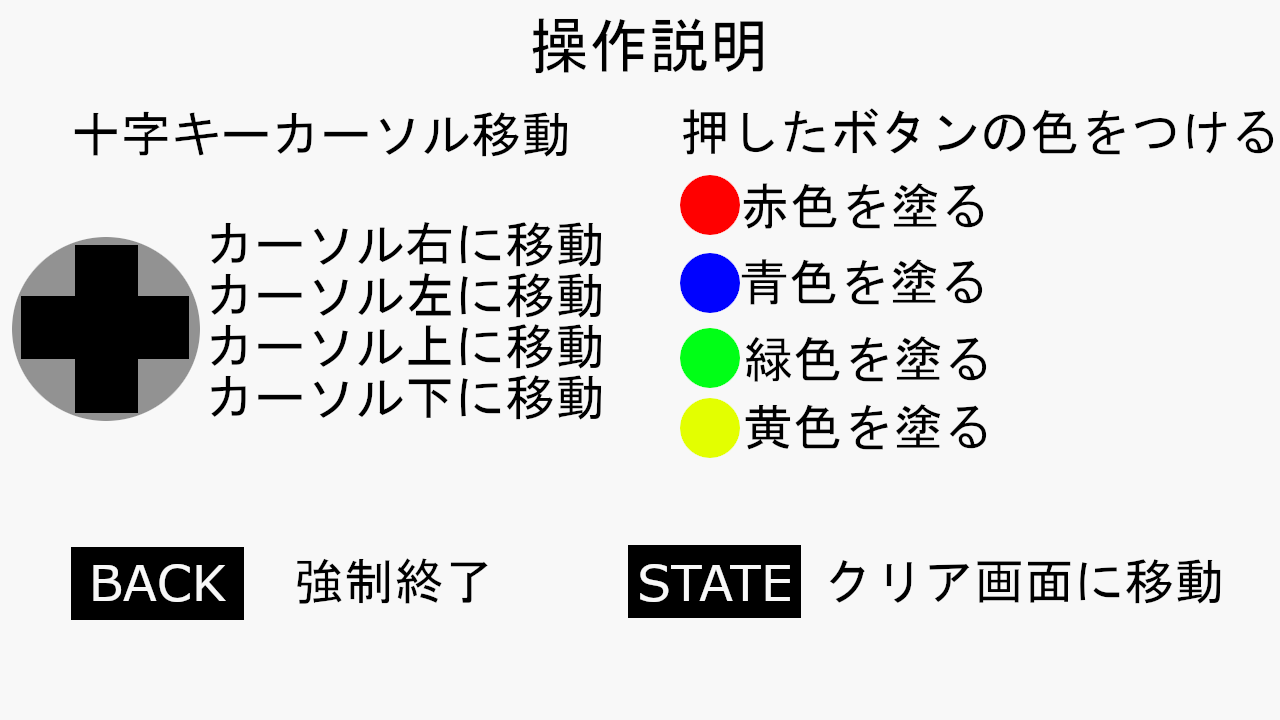 操作説明
十字キーカーソル移動
カーソル右に移動
カーソル左に移動
カーソル上に移動
カーソル下に移動
押したボタンの色をつける
赤色を塗る
青色を塗る
緑色を塗る
黄色を塗る
BACK 強制終了
STATE クリア画面に移動